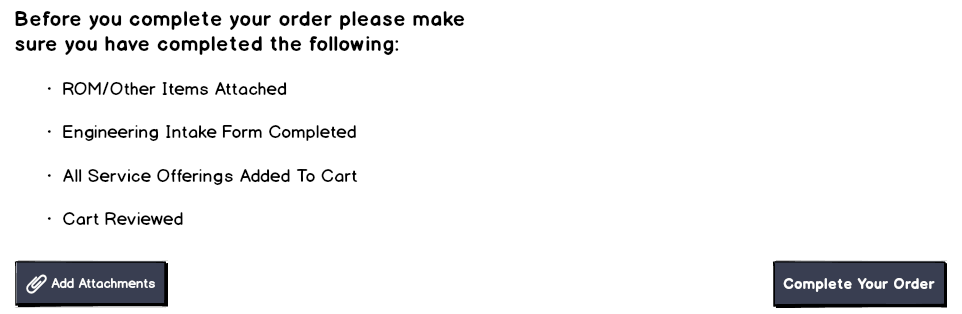 Before you complete your order please make
sure you have completed the following:
· ROM/Other Items Attached
· Engineering Intake Form Completed
· All Service Offerings Added To Cart
· Cart Reviewed
Add Attachments
Complete Your Order